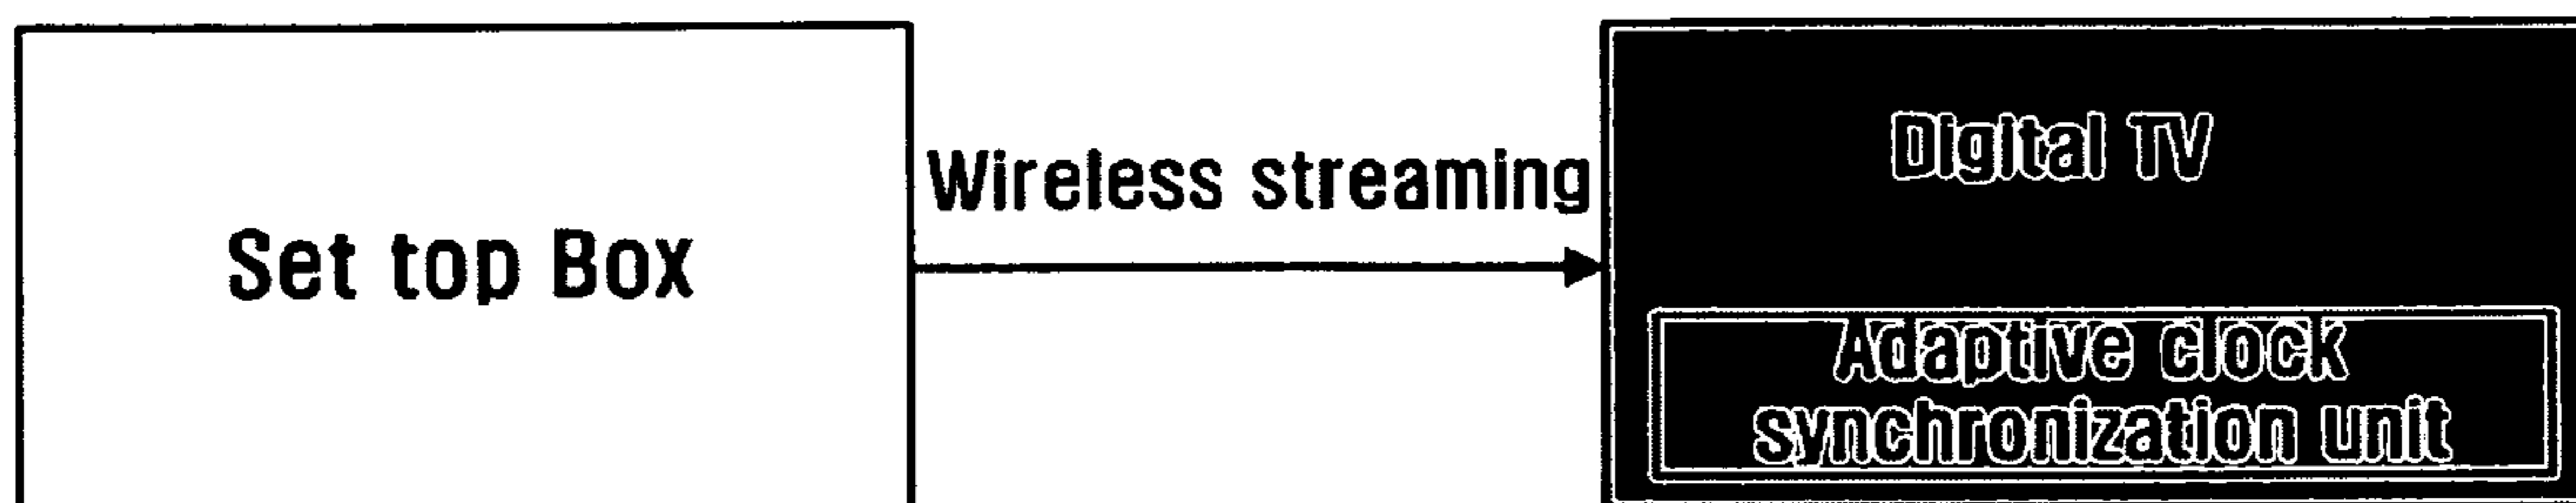 Set top Box
Wireless streaming
Digital TV
Adaptive clock
synchronization unit